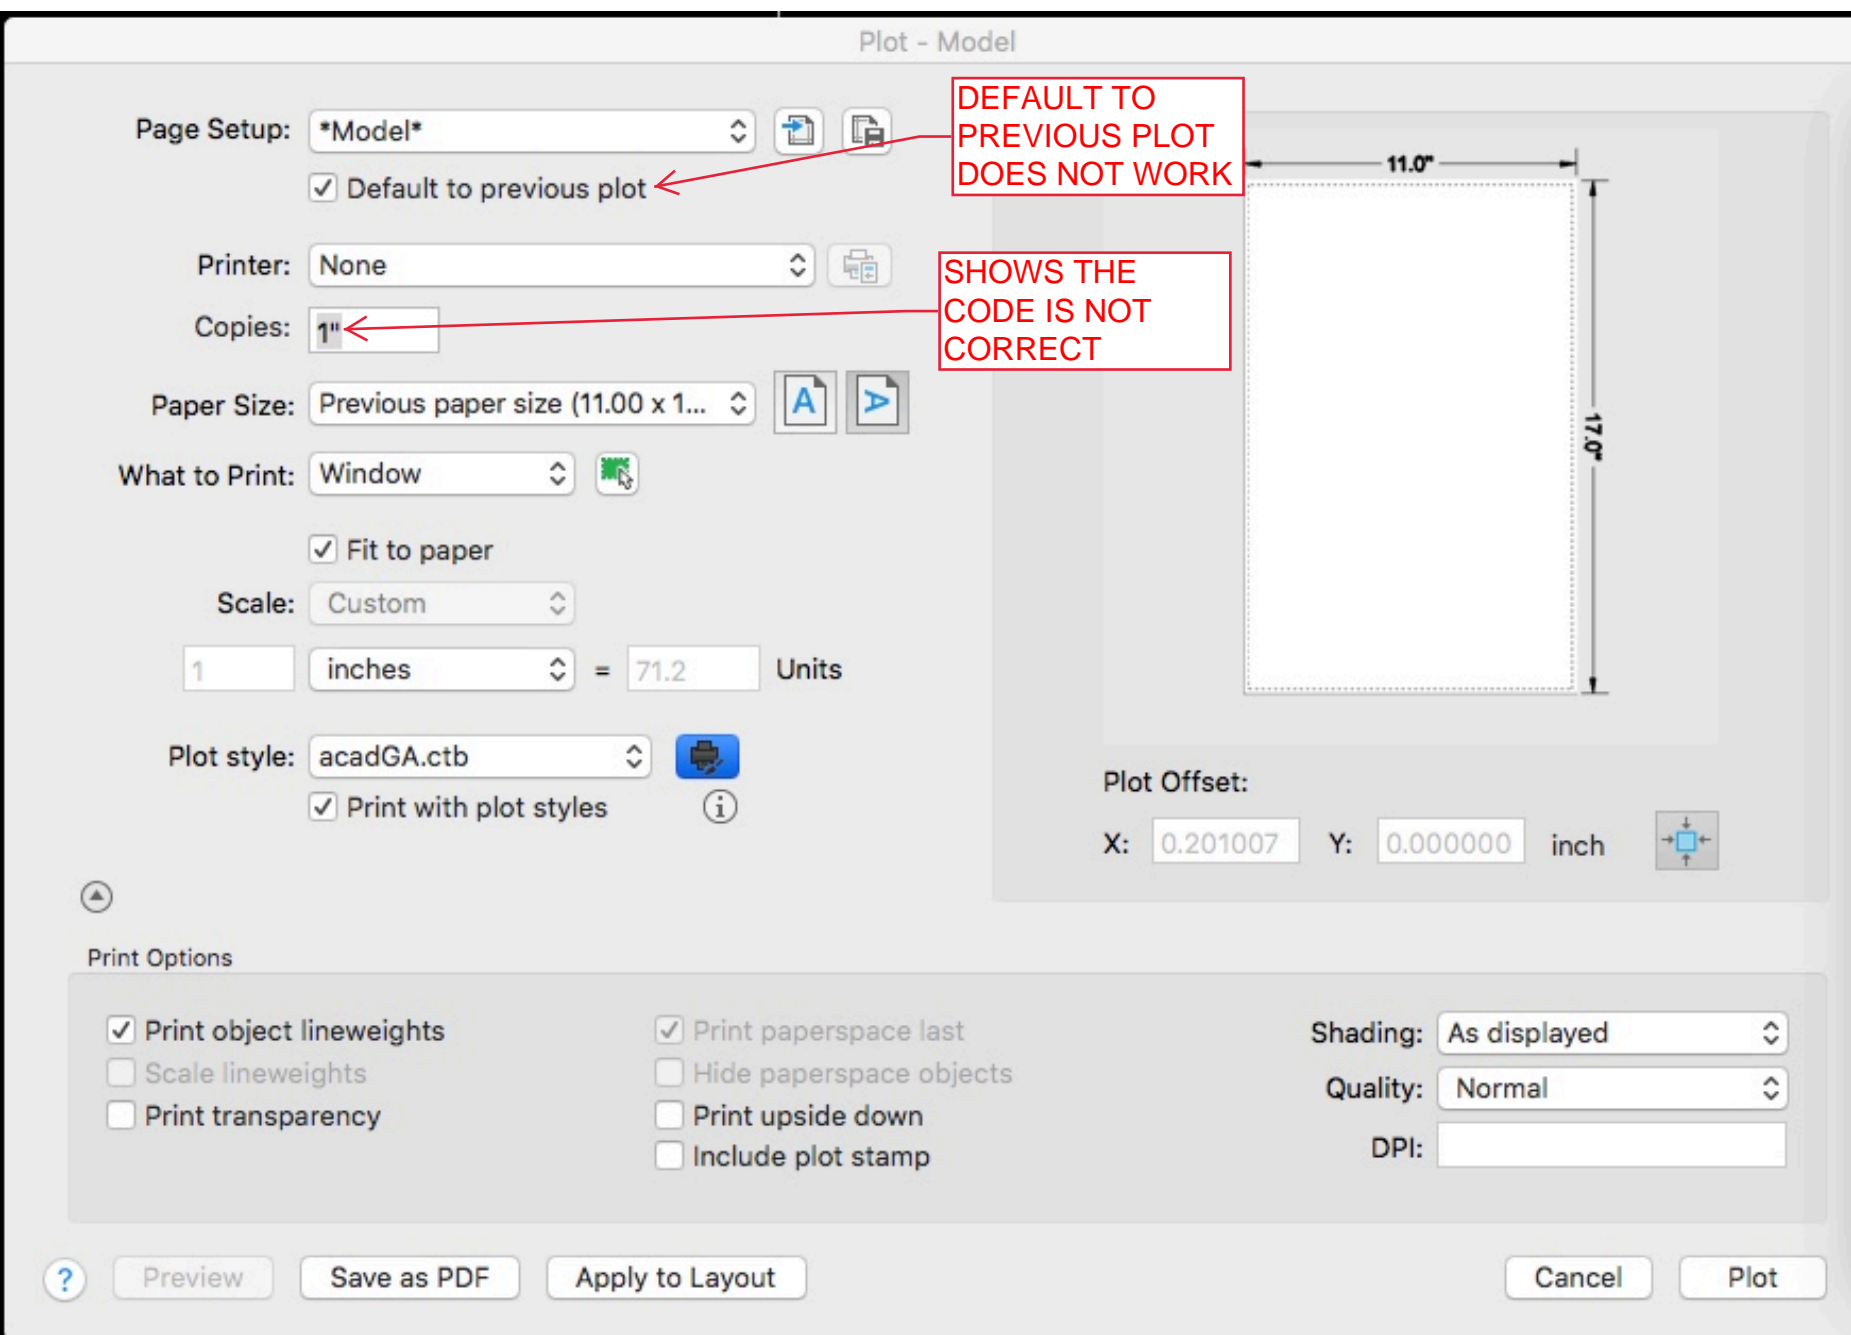 Plot - Model
Page Setup: *Model*
DEFAULT TO
PREVIOUS PLOT
DOES NOT WORK
Default to previous plot
11.0"
Printer: None
SHOWS THE
CODE IS NOT
CORRECT
Copies: 1"
Paper Size: Previous paper size (11.00 x 1... A A
17.0"
What to Print: Window
Fit to paper
Scale: Custom
1 inches = 71.2 Units
Plot style: acadGA.ctb
Print with plot styles i
Plot Offset:
X: 0.201007 Y: 0.000000 inch
Print Options
Print object lineweights
Scale lineweights
Print transparency
Print paperspace last
Hide paperspace objects
Print upside down
Include plot stamp
Shading: As displayed
Quality: Normal
DPI:
? Preview Save as PDF Apply to Layout Cancel Plot